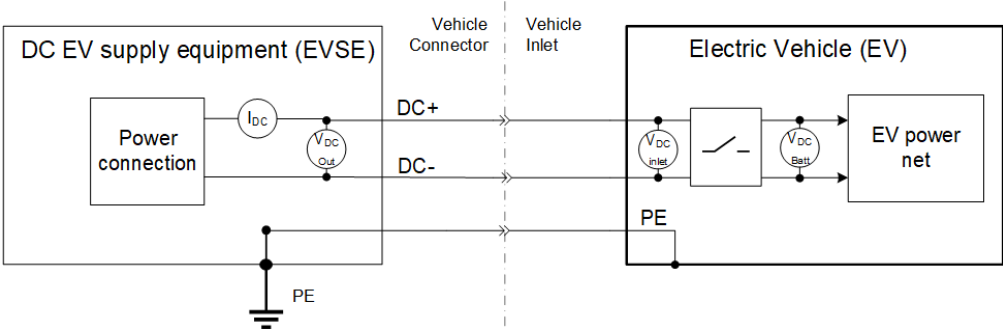 Vehicle
Connector
Vehicle
Inlet
DC EV supply equipment (EVSE)
Electric Vehicle (EV)
Power
connection
IDC
VDC
Out
DC+
DC-
VDC
inlet
VDC
Batt
EV power
net
PE
PE